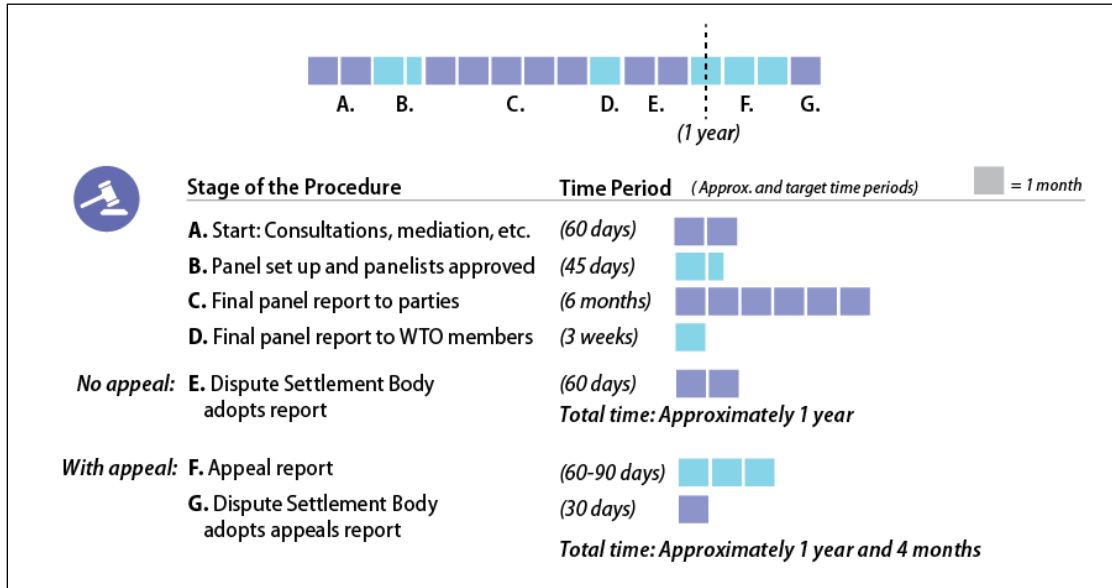 A. B. C. D. E. F. G.
(1 year)
Stage of the Procedure Time Period ( Approx. and target time periods) = 1 month
A. Start: Consultations, mediation, etc. (60 days)
B. Panel set up and panelists approved (45 days)
C. Final panel report to parties (6 months)
D. Final panel report to WTO members (3 weeks)
No appeal: E. Dispute Settlement Body (60 days)
adopts report Total time: Approximately 1 year
With appeal: F. Appeal report (60-90 days)
G. Dispute Settlement Body (30 days)
adopts appeals report
Total time: Approximately 1 year and 4 months